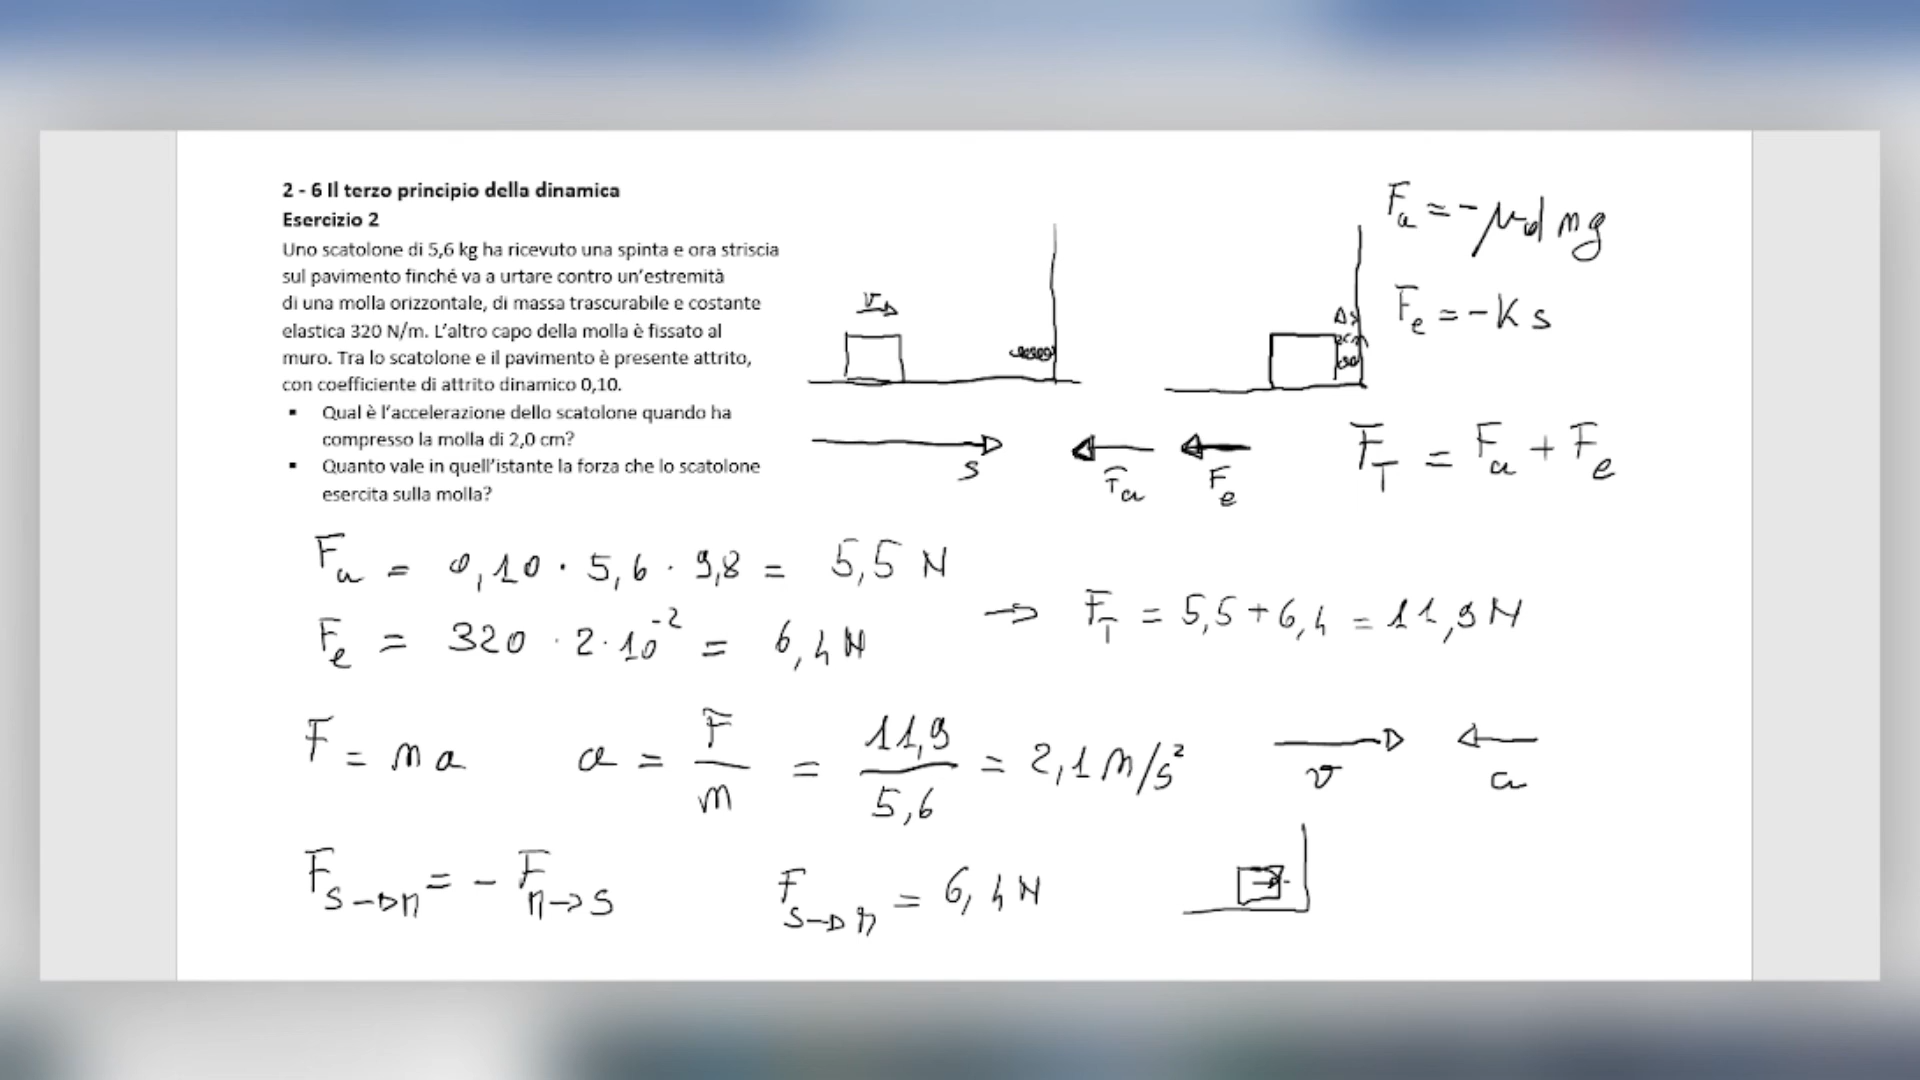 2 - 6 Il terzo principio della dinamica
Esercizio 2
Uno scatolone di 5,6 kg ha ricevuto una spinta e ora striscia
sul pavimento finché va a urtare contro un'estremità
di una molla orizzontale, di massa trascurabile e costante
elastica 320 N/m. L'altro capo della molla è fissato al
muro. Tra lo scatolone e il pavimento è presente attrito,
con coefficiente di attrito dinamico 0,10.
▪ Qual è l'accelerazione dello scatolone quando ha
compresso la molla di 2,0 cm?
▪ Quanto vale in quell'istante la forza che lo scatolone
esercita sulla molla?
v
Δs
Fa = -μd mg
Fe = -K s
s
Fa
Fe
FT = Fa + Fe
Fa = 0,10 · 5,6 · 9,8 = 5,5 N
Fe = 320 · 2 · 10⁻² = 6,4 N
→ FT = 5,5 + 6,4 = 11,9 N
F = m a
a = F/m = 11,9/5,6 = 2,1 m/s²
v
a
Fs→m = - Fm→s
Fs→m = 6,4 N